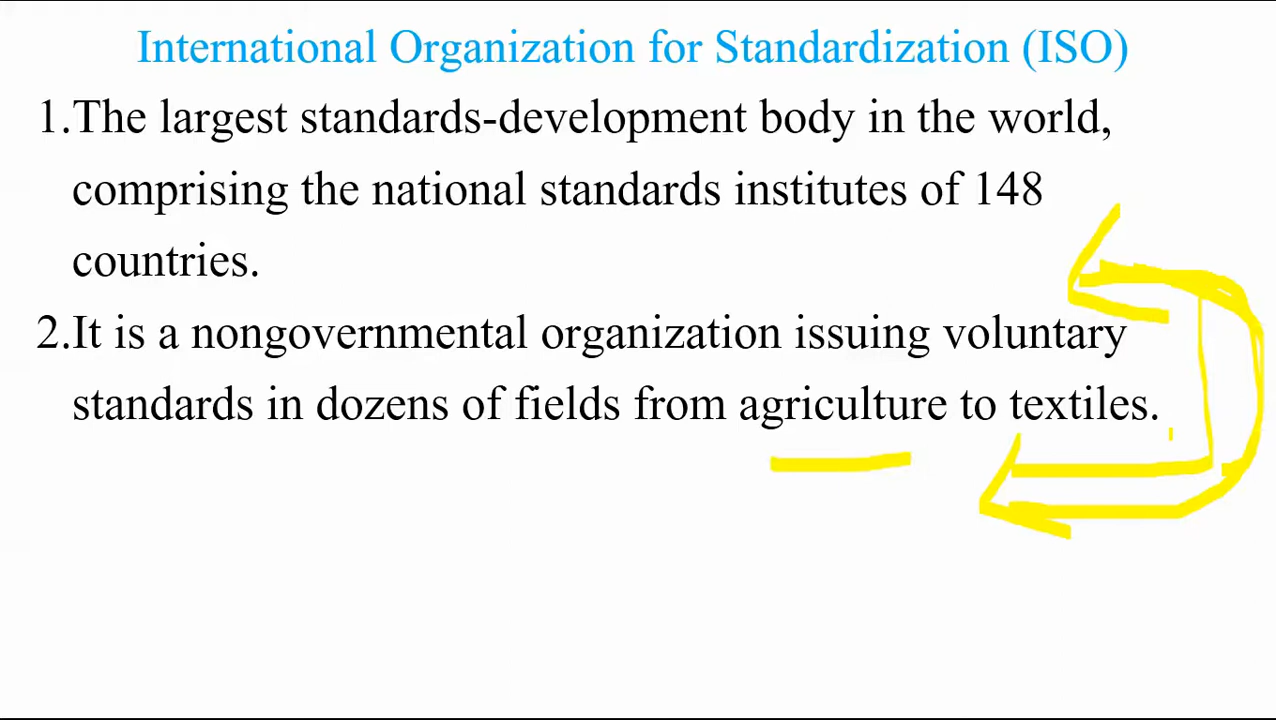 International Organization for Standardization (ISO)
1.The largest standards-development body in the world,
comprising the national standards institutes of 148
countries.
2.It is a nongovernmental organization issuing voluntary
standards in dozens of fields from agriculture to textiles.